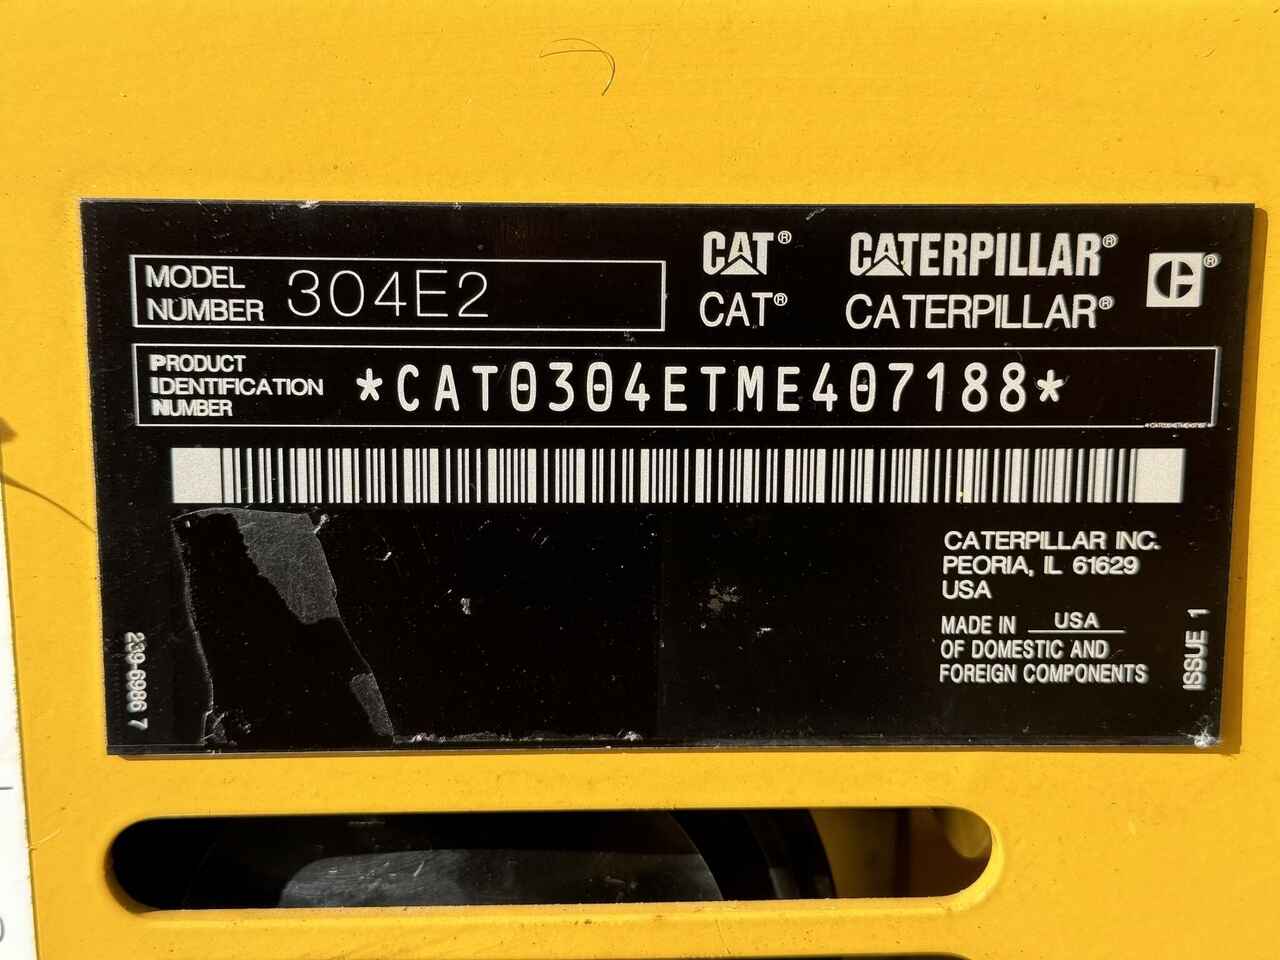 MODEL
NUMBER 304E2
CAT® CATERPILLAR®
CAT® CATERPILLAR® ®
PRODUCT
IDENTIFICATION
NUMBER
*CAT0304ETME407188*
CATERPILLAR INC.
PEORIA, IL 61629
USA
MADE IN USA
OF DOMESTIC AND
FOREIGN COMPONENTS
239-6986 7
ISSUE 1